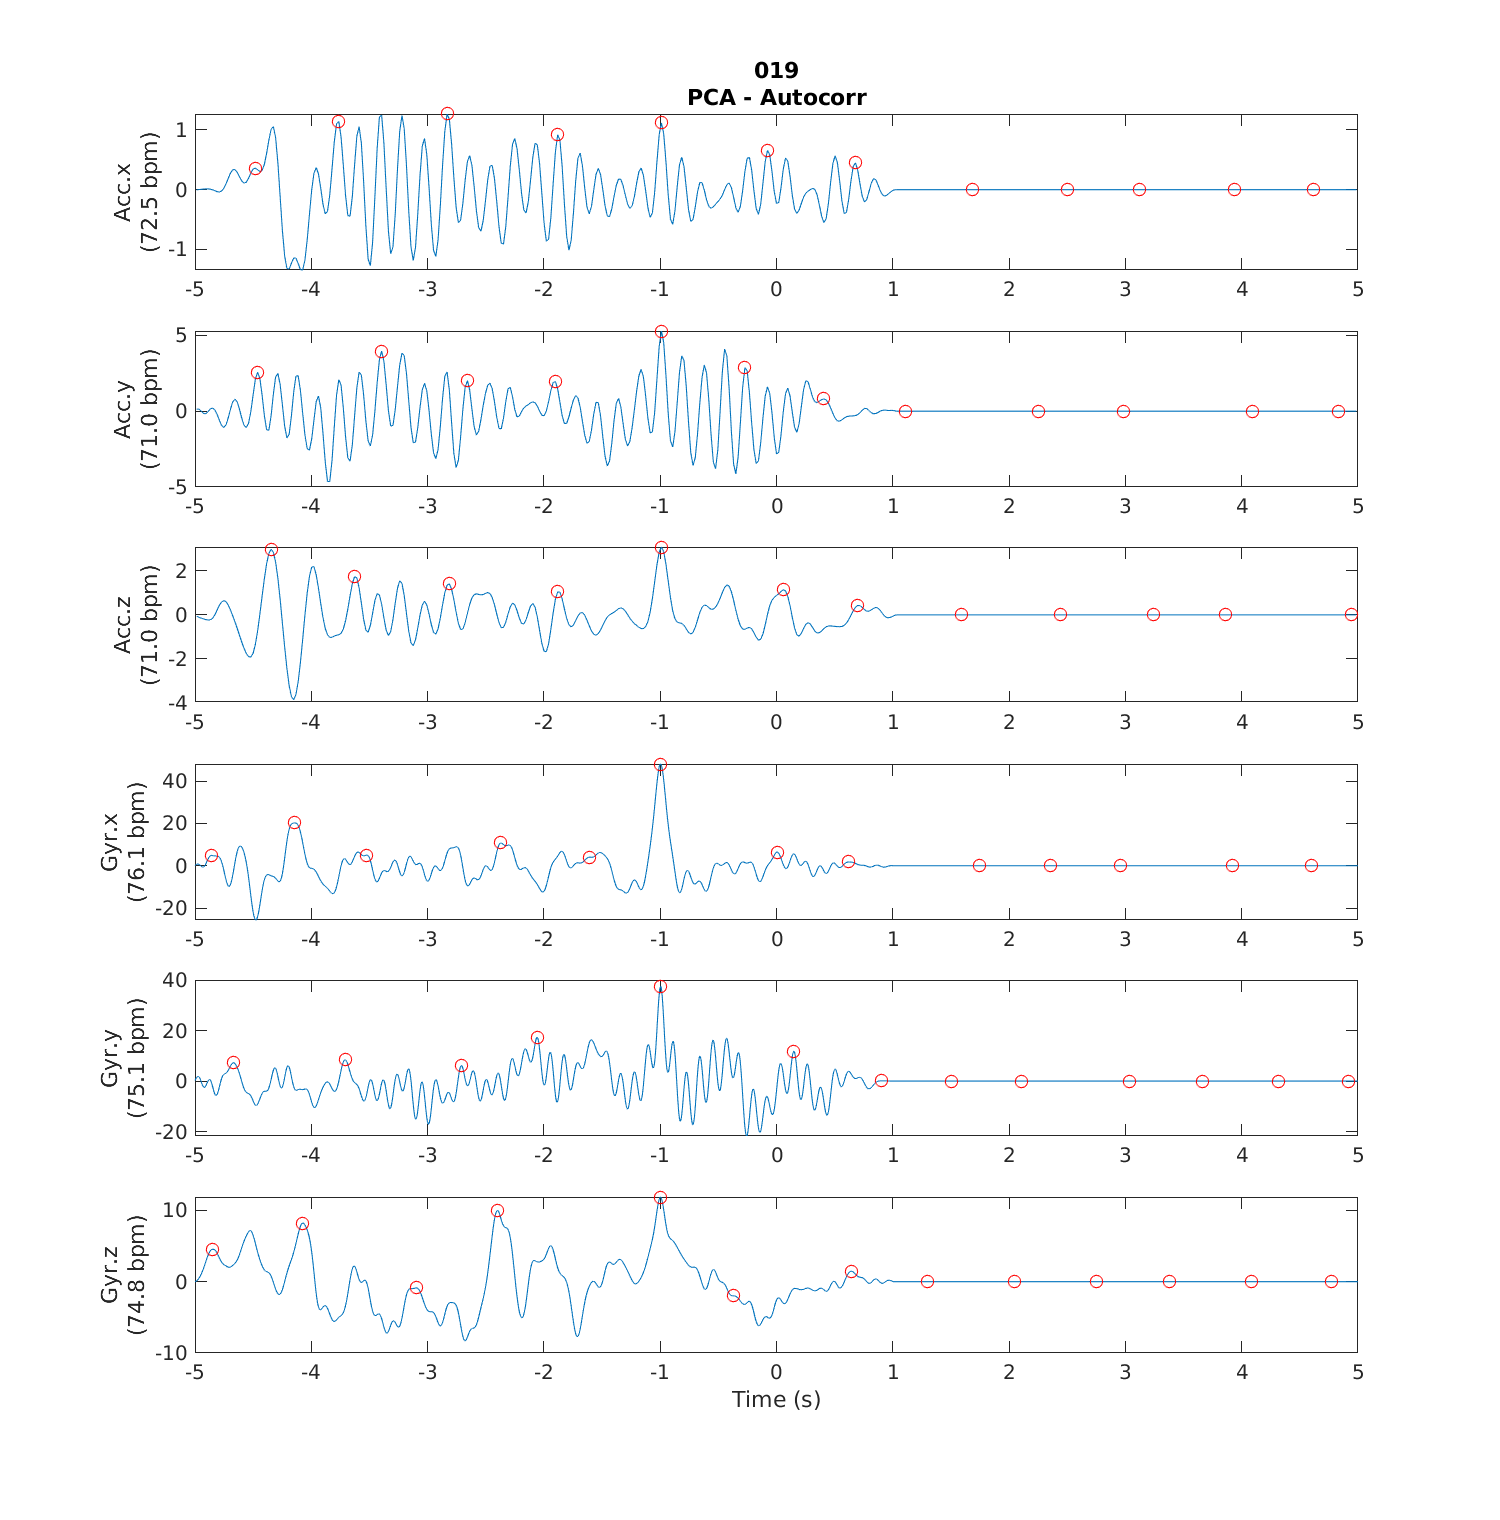 019
PCA - Autocorr
Acc.x
(72.5 bpm)
1
0
-1
-5 -4 -3 -2 -1 0 1 2 3 4 5
Acc.y
(71.0 bpm)
5
0
-5
-5 -4 -3 -2 -1 0 1 2 3 4 5
Acc.z
(71.0 bpm)
2
0
-2
-4
-5 -4 -3 -2 -1 0 1 2 3 4 5
Gyr.x
(76.1 bpm)
40
20
0
-20
-5 -4 -3 -2 -1 0 1 2 3 4 5
Gyr.y
(75.1 bpm)
40
20
0
-20
-5 -4 -3 -2 -1 0 1 2 3 4 5
Gyr.z
(74.8 bpm)
10
0
-10
-5 -4 -3 -2 -1 0 1 2 3 4 5
Time (s)